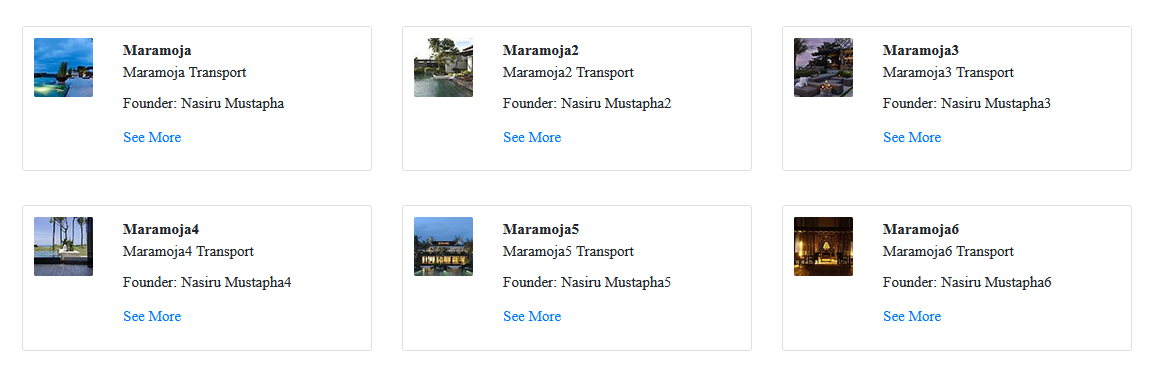 Maramoja
Maramoja Transport
Founder: Nasiru Mustapha
See More
Maramoja2
Maramoja2 Transport
Founder: Nasiru Mustapha2
See More
Maramoja3
Maramoja3 Transport
Founder: Nasiru Mustapha3
See More
Maramoja4
Maramoja4 Transport
Founder: Nasiru Mustapha4
See More
Maramoja5
Maramoja5 Transport
Founder: Nasiru Mustapha5
See More
Maramoja6
Maramoja6 Transport
Founder: Nasiru Mustapha6
See More